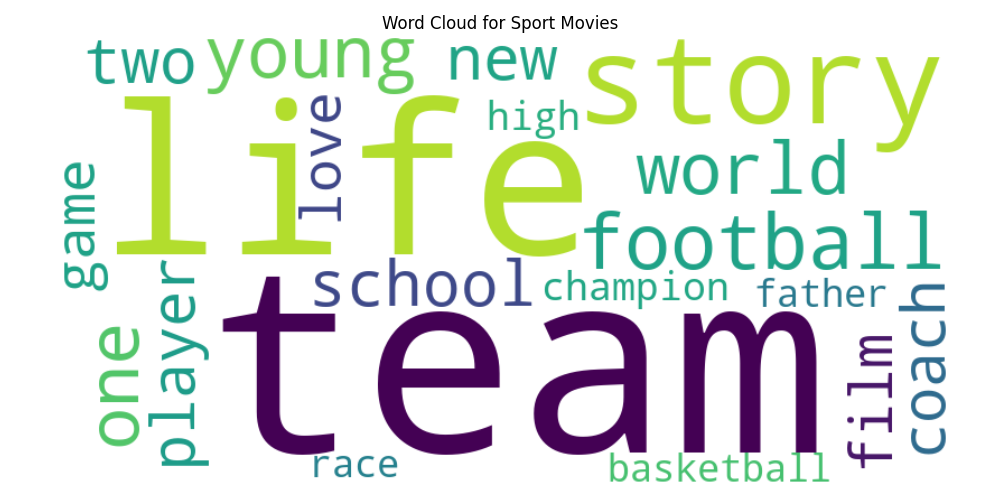 Word Cloud for Sport Movies
two
young
new
story
life
love
high
world
game
football
school
champion
father
team
player
one
coach
film
race
basketball